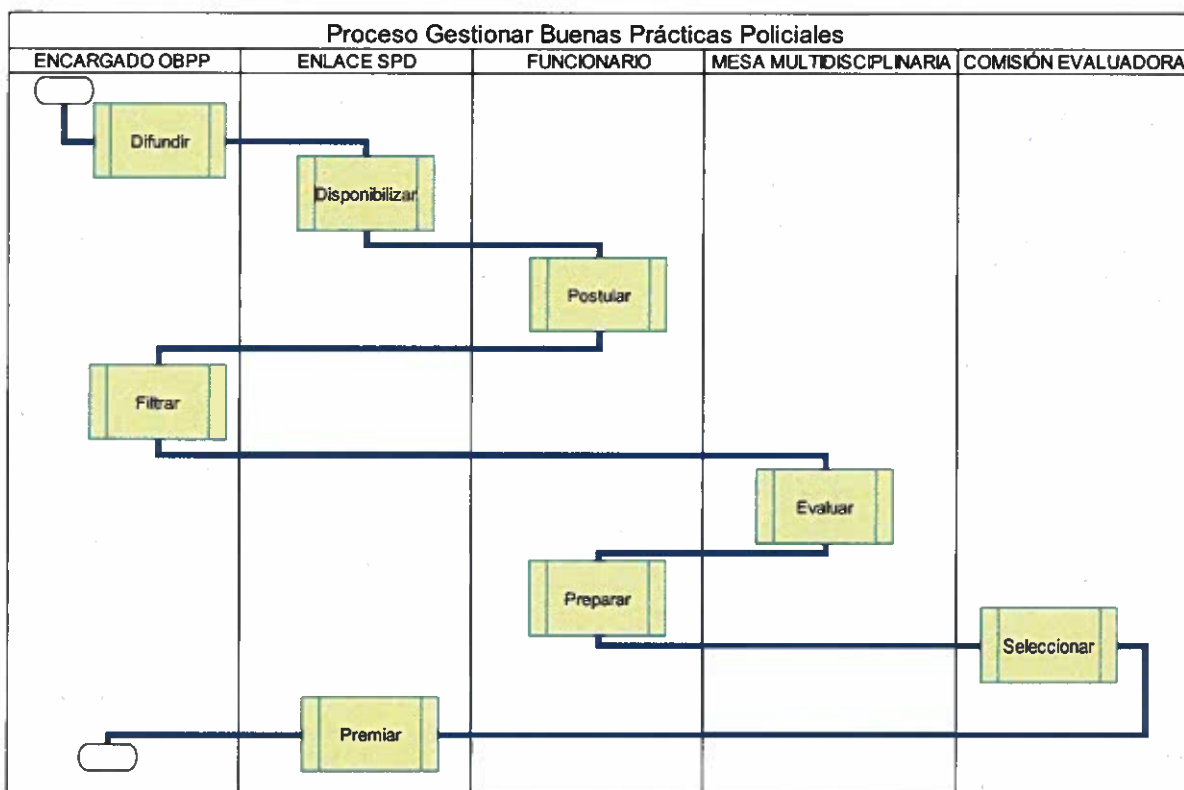 Proceso Gestionar Buenas Prácticas Policiales
ENCARGADO OBPP
ENLACE SPD
FUNCIONARIO
MESA MULTIDISCIPLINARIA
COMISIÓN EVALUADORA
Difundir
Disponibilizar
Postular
Filtrar
Evaluar
Preparar
Seleccionar
Premiar